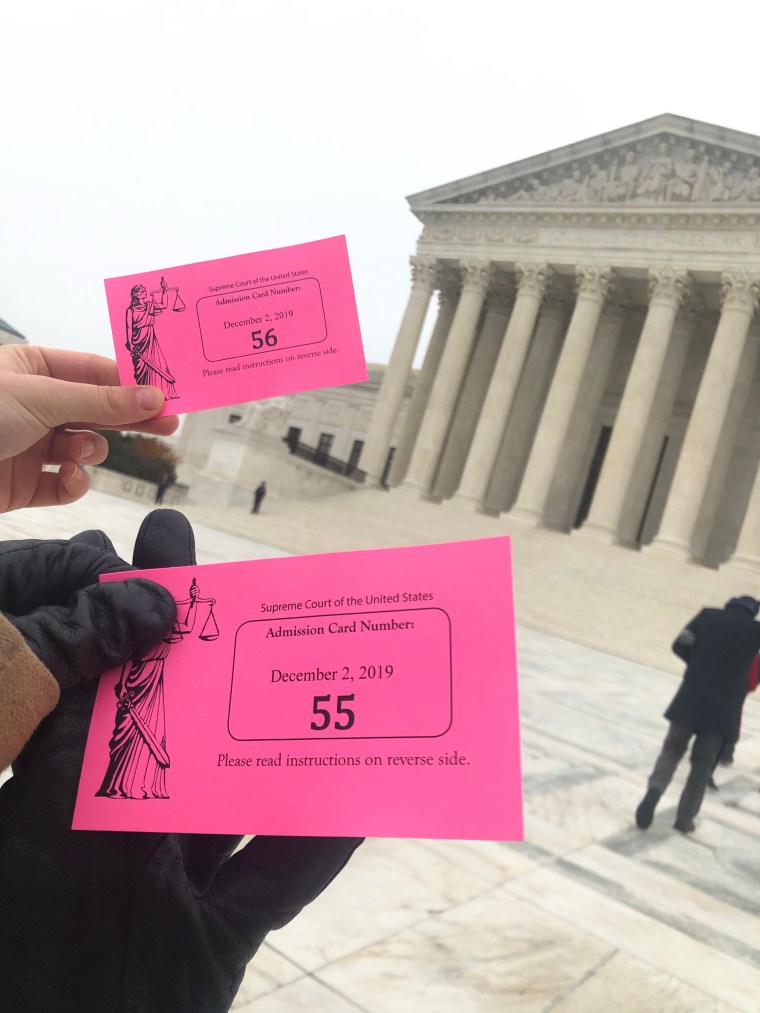 Supreme Court of the United States
Admission Card Number:
December 2, 2019
56
Please read instructions on reverse side.
Supreme Court of the United States
Admission Card Number:
December 2, 2019
55
Please read instructions on reverse side.